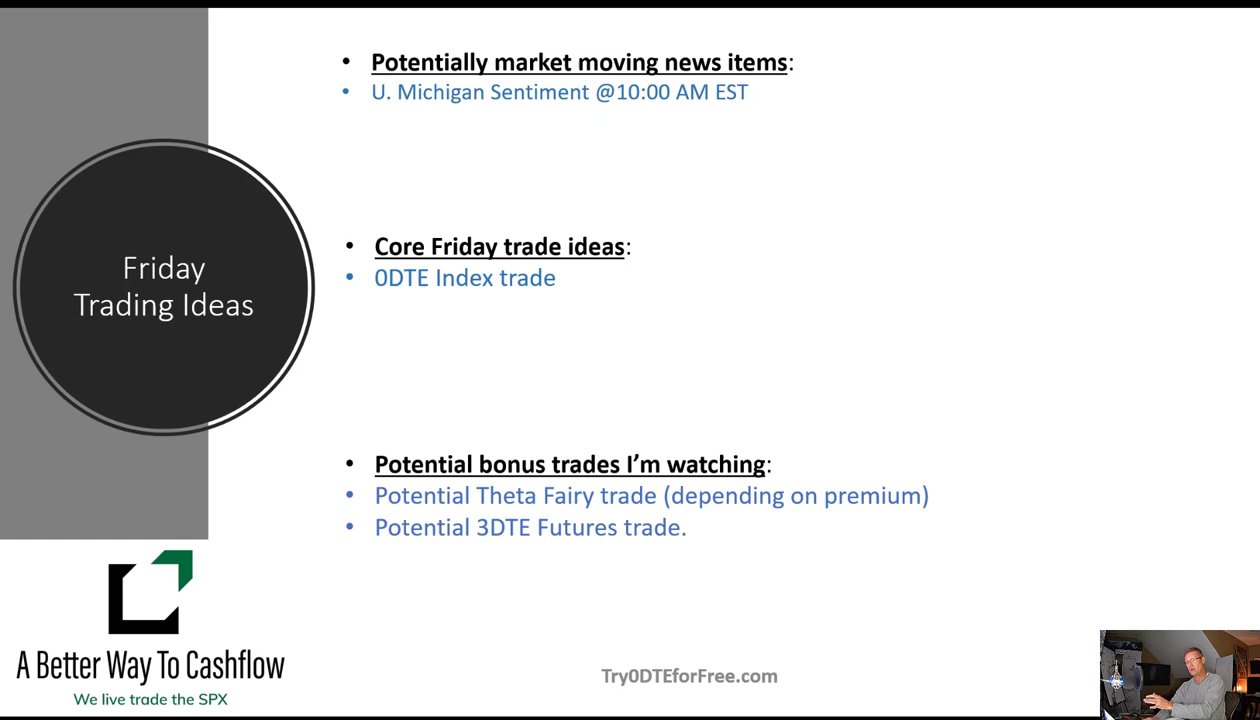 Friday
Trading Ideas
• Potentially market moving news items:
• U. Michigan Sentiment @10:00 AM EST
• Core Friday trade ideas:
• 0DTE Index trade
• Potential bonus trades I’m watching:
• Potential Theta Fairy trade (depending on premium)
• Potential 3DTE Futures trade.
A Better Way To Cashflow
We live trade the SPX
Try0DTEforFree.com